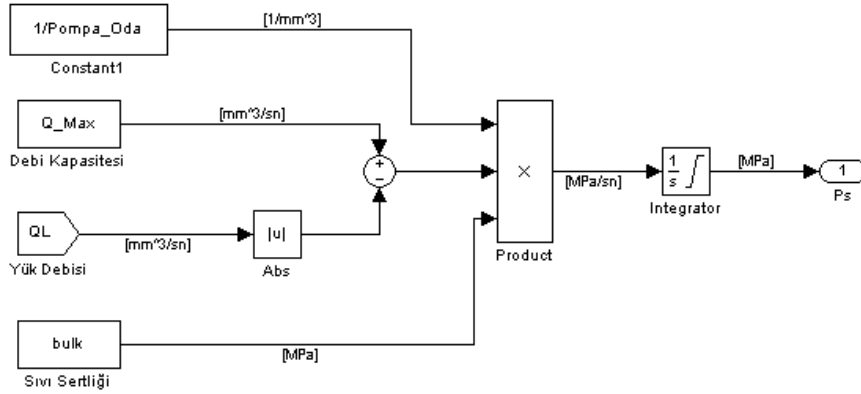 1/Pompa_Oda
[1/mm^3]
Constant1
Q_Max
[mm^3/sn]
Debi Kapasitesi
+
−
×
[MPa/sn]
1
s
Integrator
[MPa]
1
Ps
QL
[mm^3/sn]
Yük Debisi
|u|
Abs
Product
bulk
[MPa]
Sıvı Sertliği